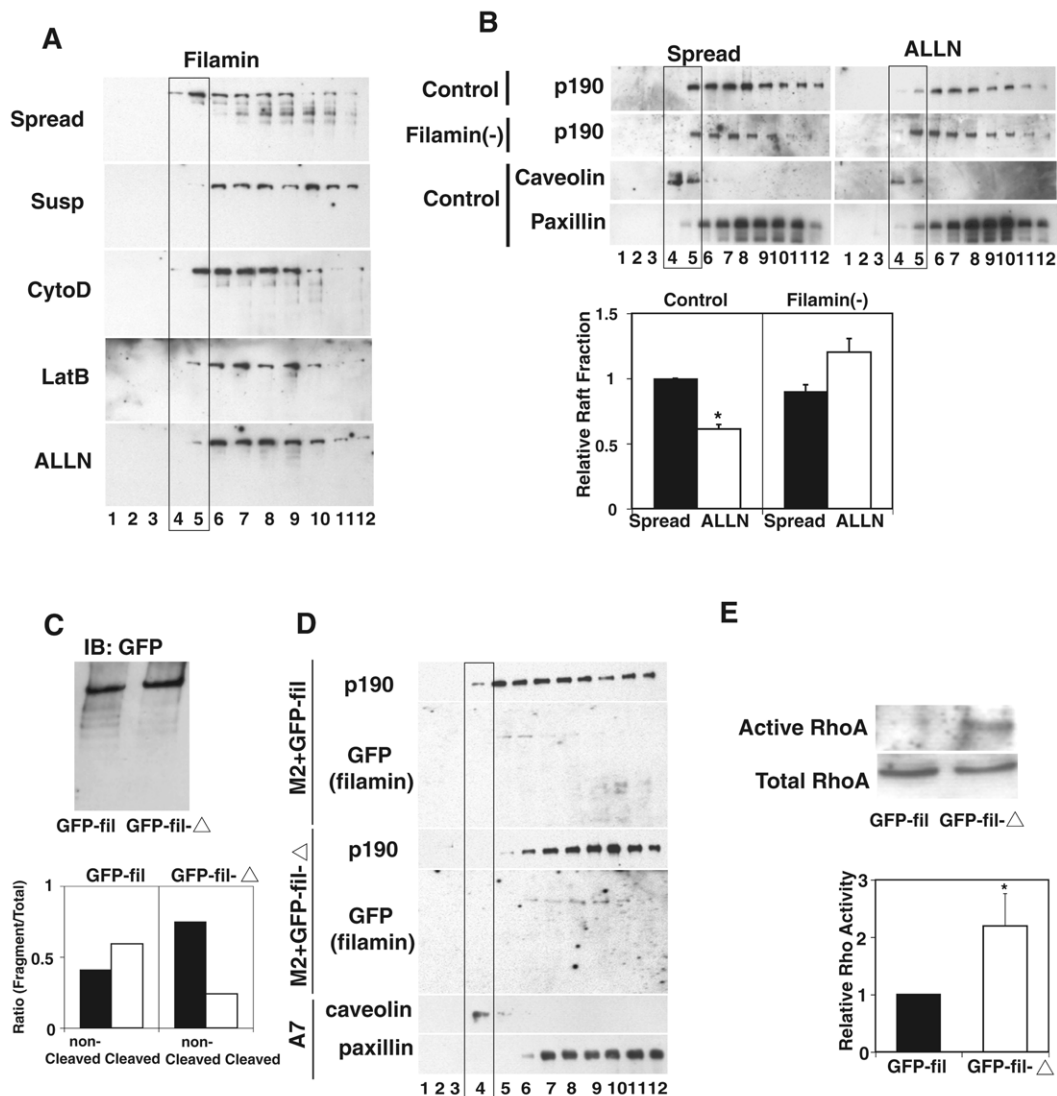 A
Filamin
Spread
Susp
CytoD
LatB
ALLN
1 2 3 4 5 6 7 8 9 10 11 12
B
Spread ALLN
Control p190
Filamin(-) p190
Control
Caveolin
Paxillin
1 2 3 4 5 6 7 8 9 10 11 12 1 2 3 4 5 6 7 8 9 10 11 12
Control Filamin(-)
Relative Raft Fraction
1.5
1
0.5
0
*
Spread ALLN Spread ALLN
C
IB: GFP
GFP-fil GFP-fil-△
GFP-fil GFP-fil-△
Ratio (Fragment/Total)
1
0.5
0
non- non-
Cleaved Cleaved Cleaved Cleaved
D
M2+GFP-fil
p190
GFP
(filamin)
M2+GFP-fil-△
p190
GFP
(filamin)
A7
caveolin
paxillin
1 2 3 4 5 6 7 8 9 10 11 12
E
Active RhoA
Total RhoA
GFP-fil GFP-fil-△
Relative Rho Activity
3
2
1
0
*
GFP-fil GFP-fil-△